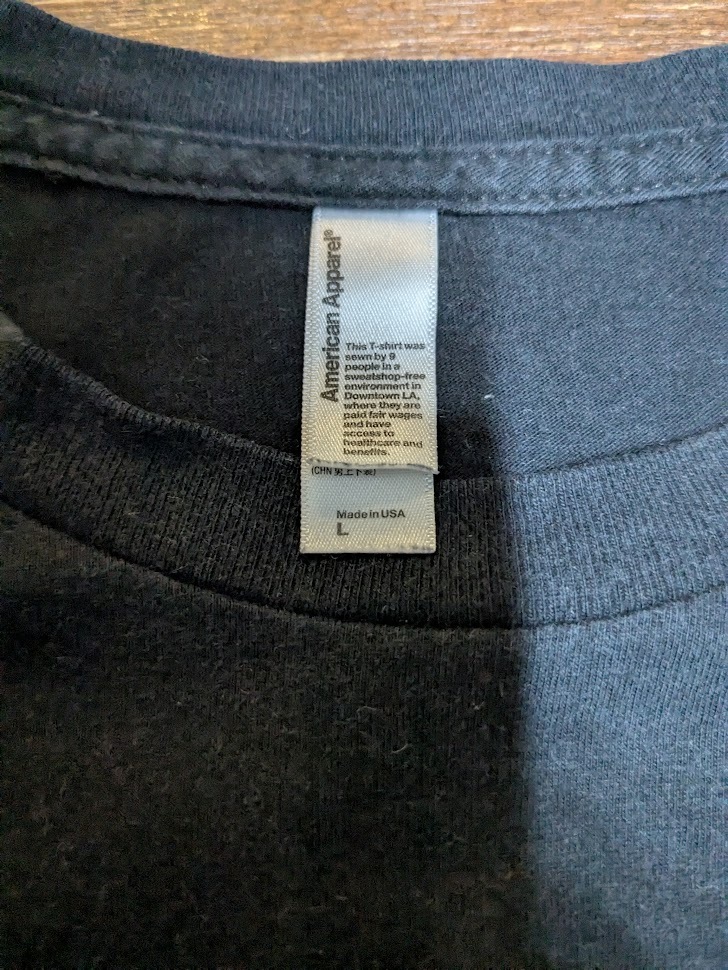 American Apparel®
This T-shirt was
sewn by 9
people in a
sweatshop-free
environment in
Downtown LA,
where they are
paid fair wages
and have
access to
healthcare and
benefits.
(CHN
Made in USA
L